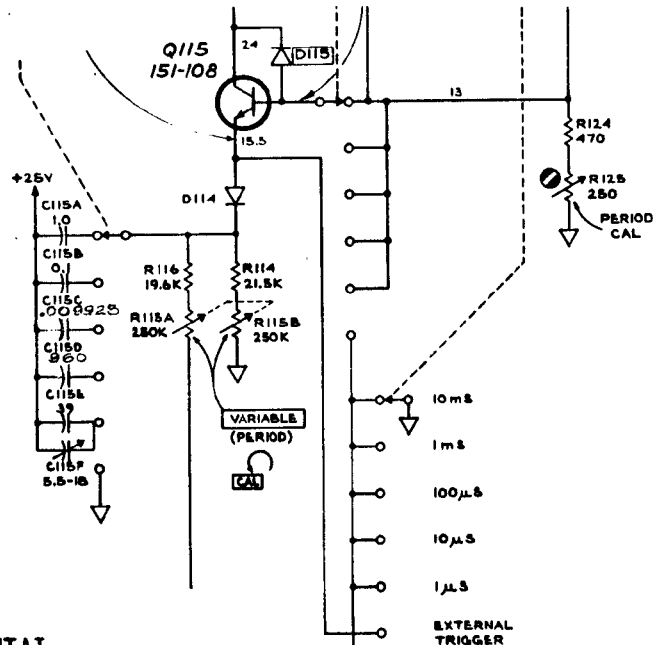 Q115
151-108
24
D115
13
15.5
R124
470
R125
250
PERIOD
CAL
+25V
C115A
1.0
C115B
0.1
C115C
.009925
C115D
960
C115E
39
C115F
5.5-18
D114
R116
19.6K
R114
21.5K
R115A
250K
R115B
250K
VARIABLE
(PERIOD)
CAL
10mS
1mS
100µS
10µS
1µS
EXTERNAL
TRIGGER